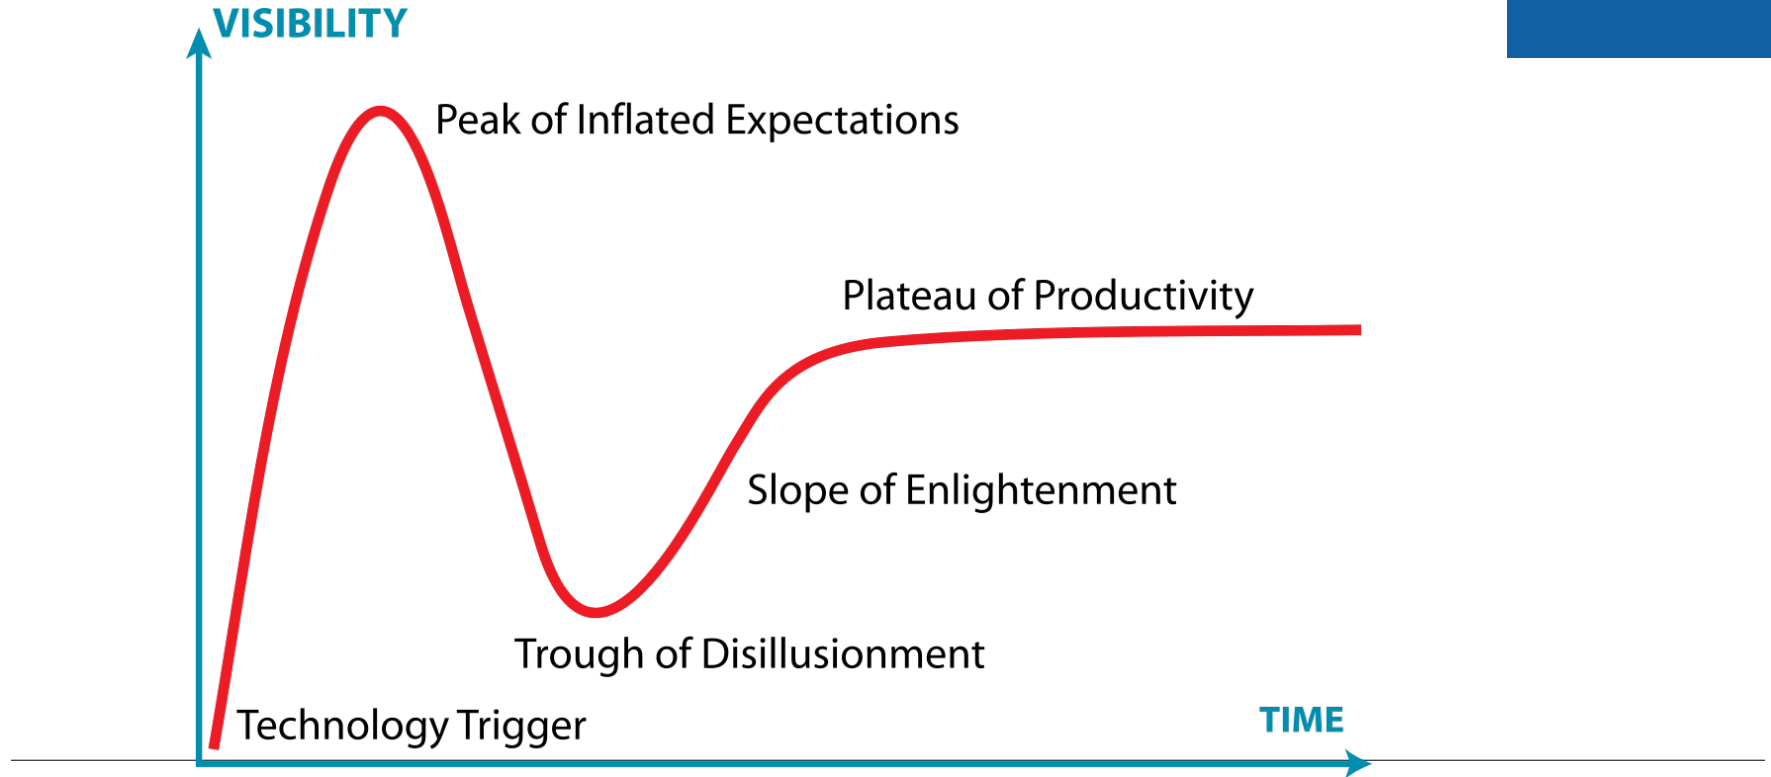 VISIBILITY
Peak of Inflated Expectations
Plateau of Productivity
Slope of Enlightenment
Trough of Disillusionment
Technology Trigger
TIME